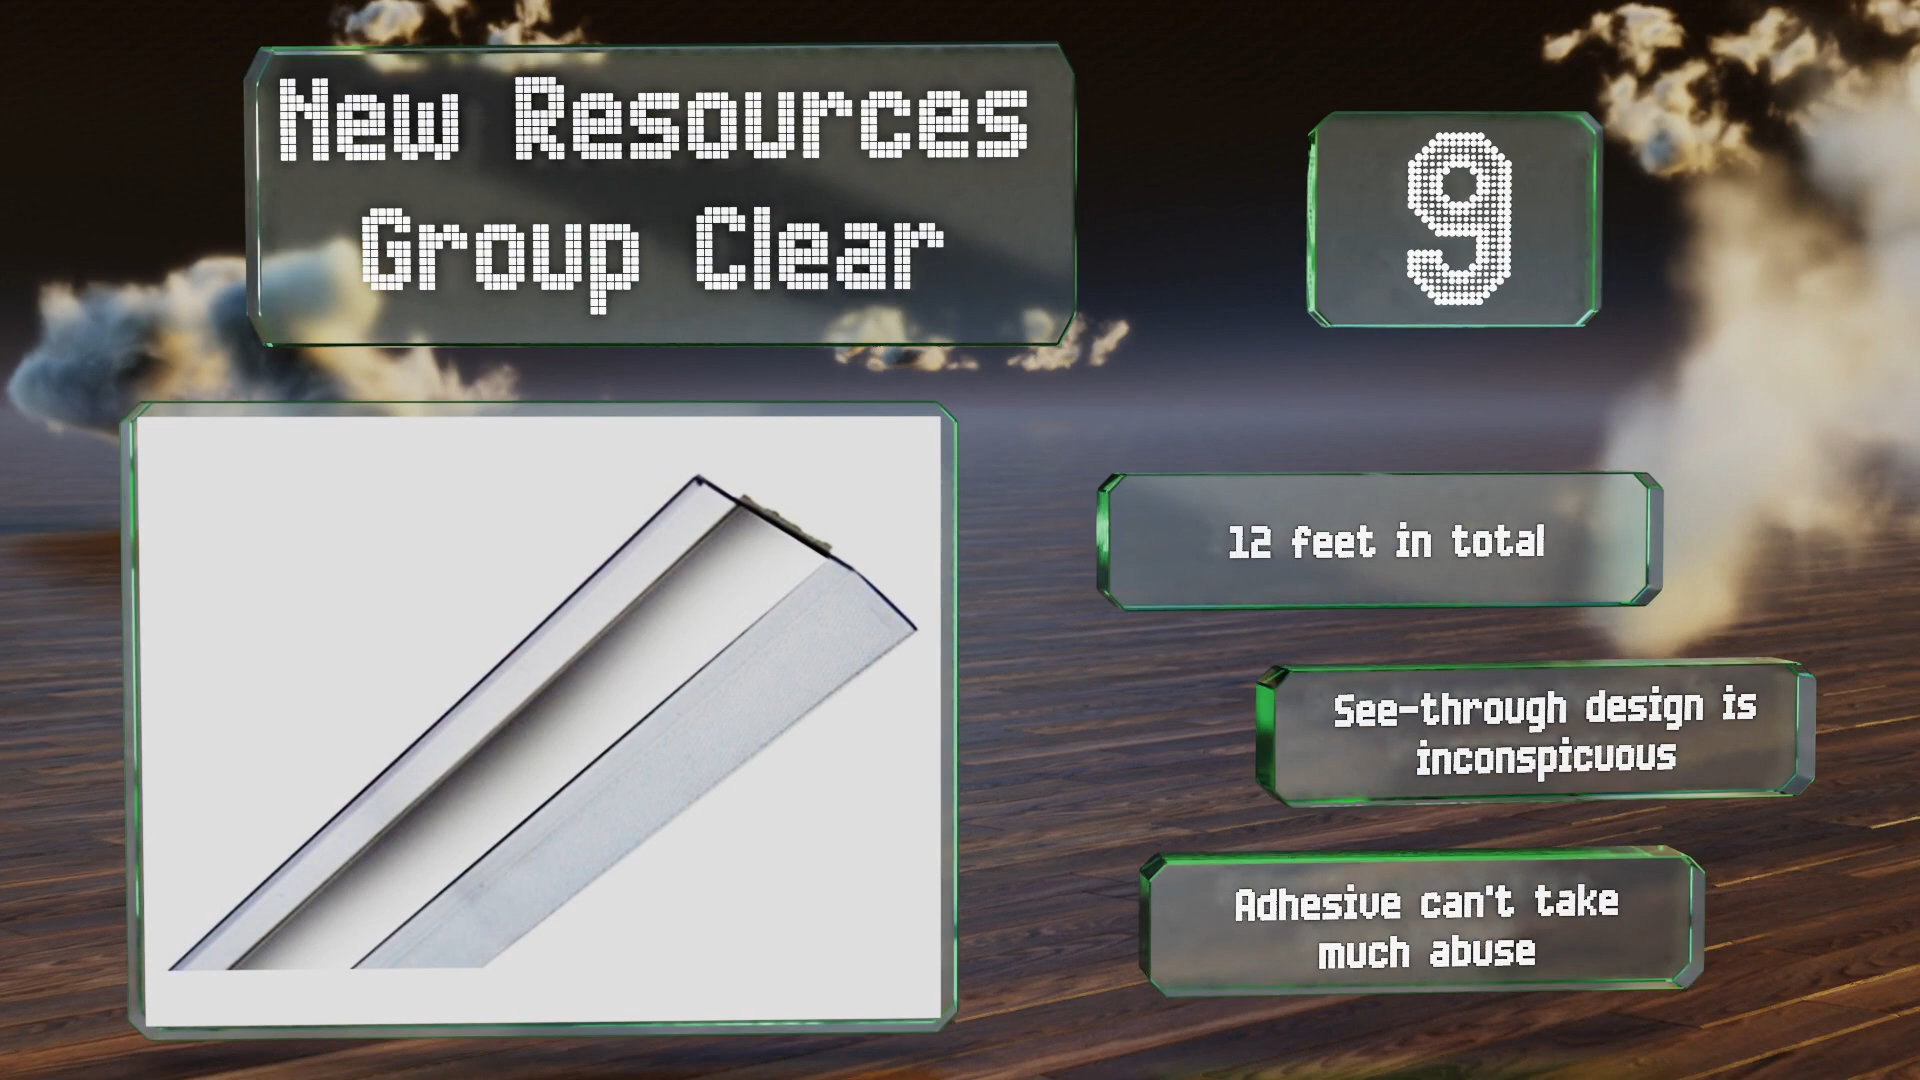 New Resources
Group Clear
9
12 feet in total
See-through design is
inconspicuous
Adhesive can't take
much abuse